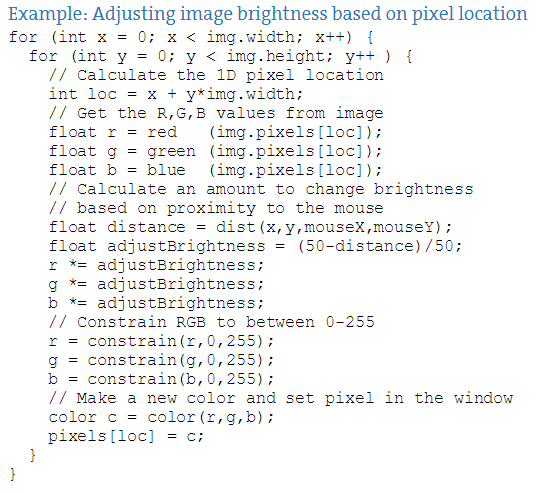 Example: Adjusting image brightness based on pixel location
for (int x = 0; x < img.width; x++) {
  for (int y = 0; y < img.height; y++ ) {
    // Calculate the 1D pixel location
    int loc = x + y*img.width;
    // Get the R,G,B values from image
    float r = red   (img.pixels[loc]);
    float g = green (img.pixels[loc]);
    float b = blue  (img.pixels[loc]);
    // Calculate an amount to change brightness
    // based on proximity to the mouse
    float distance = dist(x,y,mouseX,mouseY);
    float adjustBrightness = (50-distance)/50;
    r *= adjustBrightness;
    g *= adjustBrightness;
    b *= adjustBrightness;
    // Constrain RGB to between 0-255
    r = constrain(r,0,255);
    g = constrain(g,0,255);
    b = constrain(b,0,255);
    // Make a new color and set pixel in the window
    color c = color(r,g,b);
    pixels[loc] = c;
  }
}